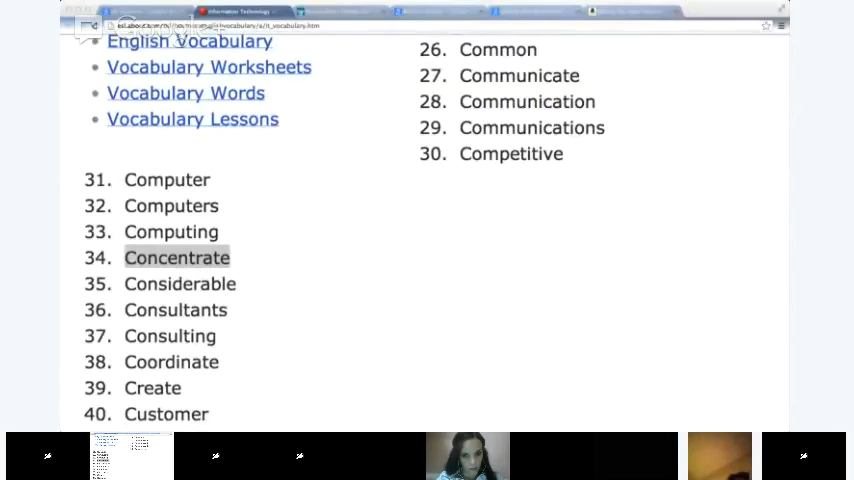 Information Technology
English Vocabulary
Vocabulary Worksheets
Vocabulary Words
Vocabulary Lessons
26. Common
27. Communicate
28. Communication
29. Communications
30. Competitive
31. Computer
32. Computers
33. Computing
34. Concentrate
35. Considerable
36. Consultants
37. Consulting
38. Coordinate
39. Create
40. Customer